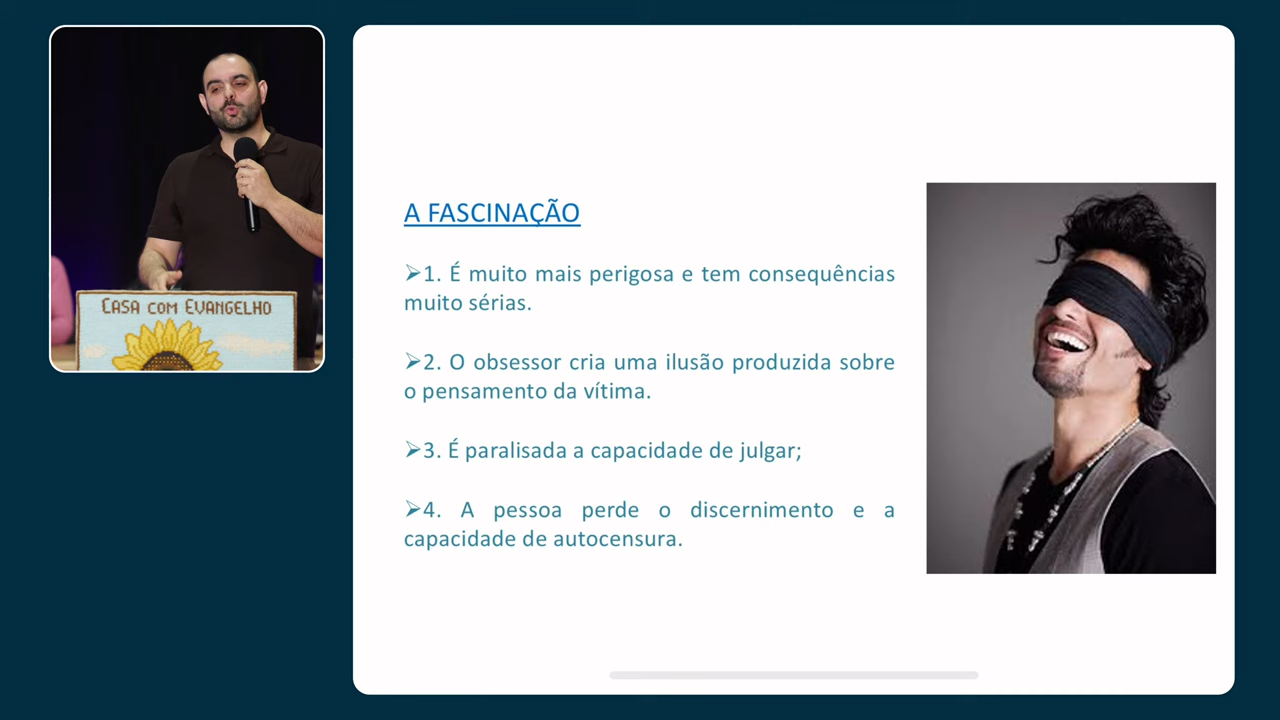 CASA COM EVANGELHO
A FASCINAÇÃO
➢1. É muito mais perigosa e tem consequências
muito sérias.
➢2. O obsessor cria uma ilusão produzida sobre
o pensamento da vítima.
➢3. É paralisada a capacidade de julgar;
➢4. A pessoa perde o discernimento e a
capacidade de autocensura.